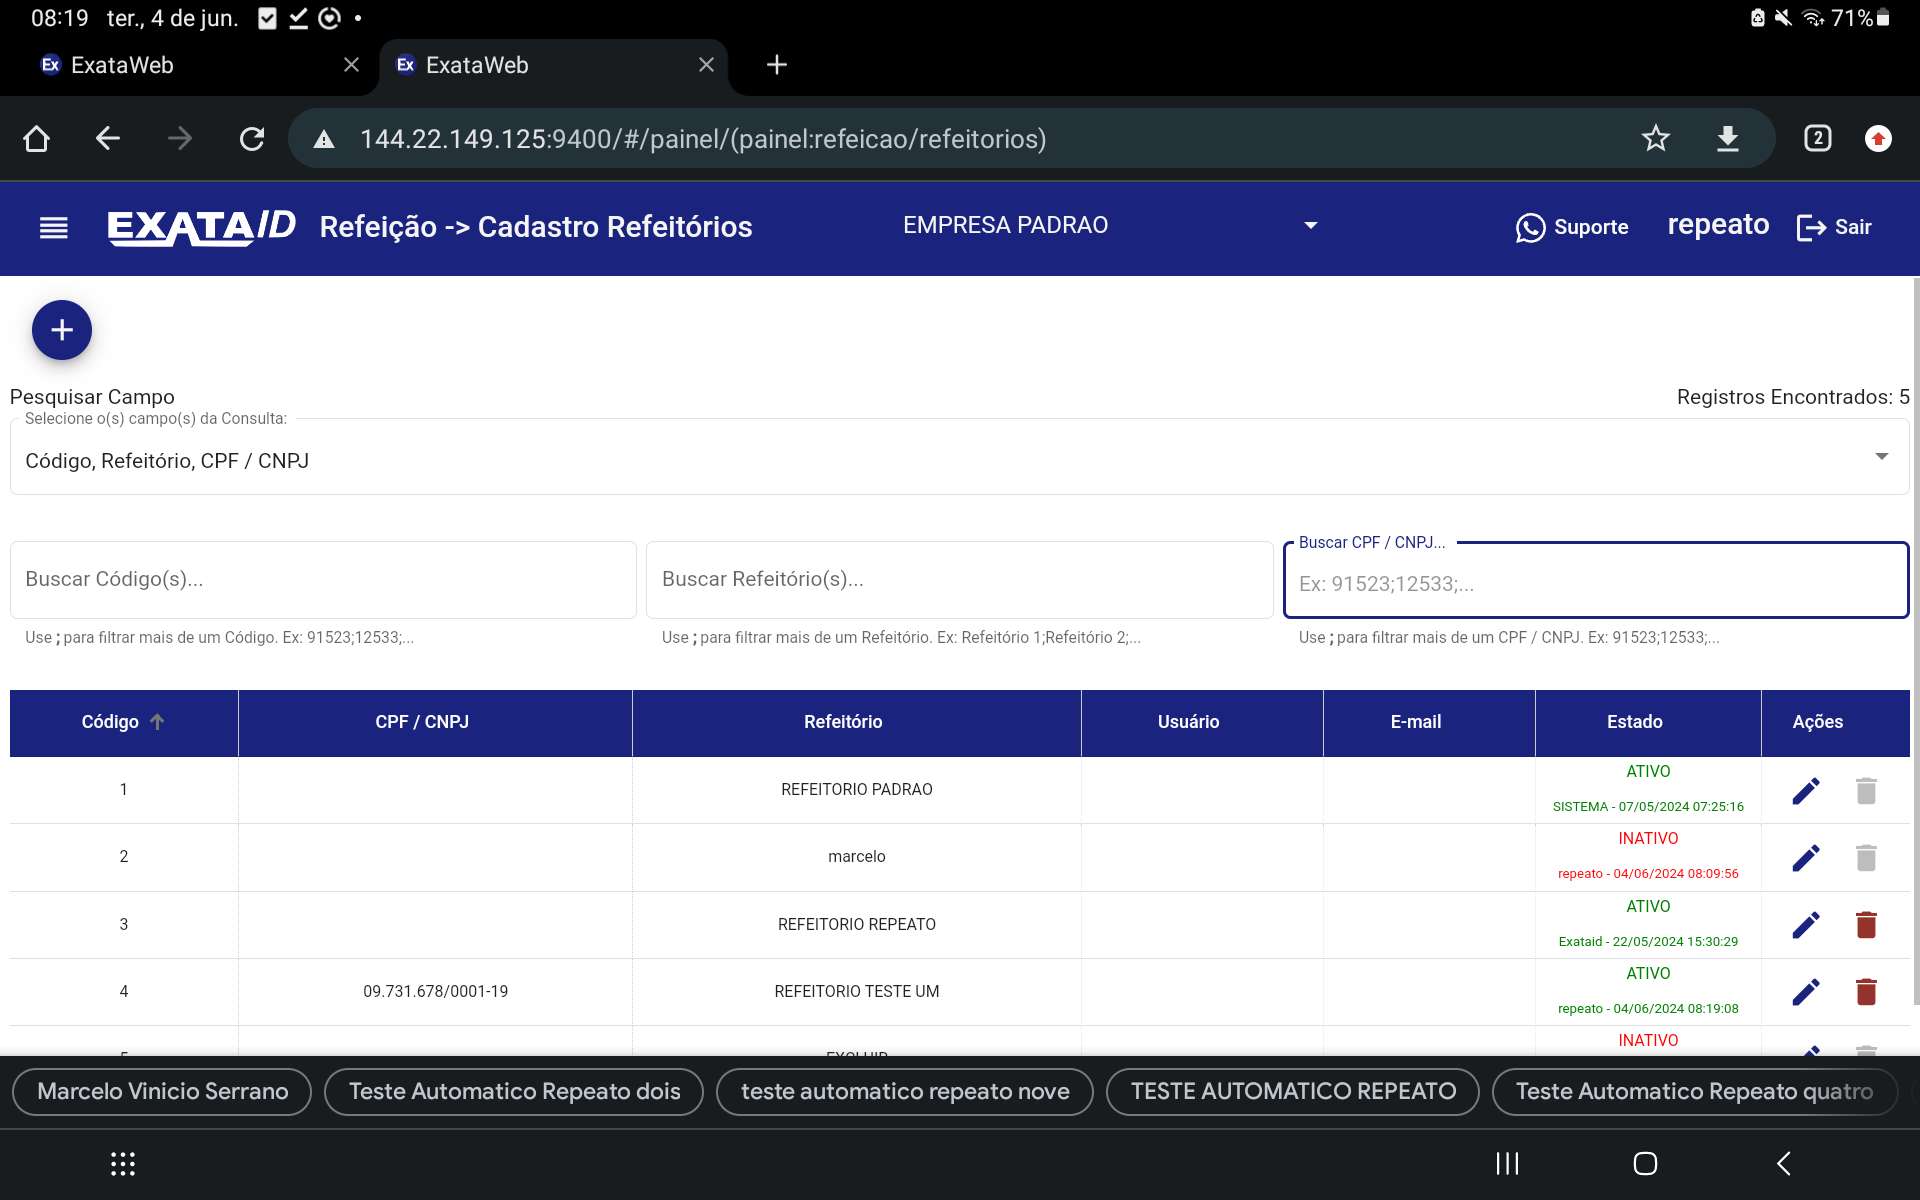 08:19 ter., 4 de jun.
71%
Ex ExataWeb
Ex ExataWeb
144.22.149.125:9400/#/painel/(painel:refeicao/refeitorios)
2
EXATA/ID Refeição -> Cadastro Refeitórios
EMPRESA PADRAO
Suporte
repeato
Sair
Pesquisar Campo
Registros Encontrados: 5
Selecione o(s) campo(s) da Consulta:
Código, Refeitório, CPF / CNPJ
Buscar Código(s)...
Buscar Refeitório(s)...
Buscar CPF / CNPJ...
Ex: 91523;12533;...
Use ; para filtrar mais de um Código. Ex: 91523;12533;...
Use ; para filtrar mais de um Refeitório. Ex: Refeitório 1;Refeitório 2;...
Use ; para filtrar mais de um CPF / CNPJ. Ex: 91523;12533;...
Código CPF / CNPJ Refeitório Usuário E-mail Estado Ações
1 REFEITORIO PADRAO ATIVO
SISTEMA - 07/05/2024 07:25:16
2 marcelo INATIVO
repeato - 04/06/2024 08:09:56
3 REFEITORIO REPEATO ATIVO
Exataid - 22/05/2024 15:30:29
4 09.731.678/0001-19 REFEITORIO TESTE UM ATIVO
repeato - 04/06/2024 08:19:08
5 EXCLUIR INATIVO
Marcelo Vinicio Serrano
Teste Automatico Repeato dois
teste automatico repeato nove
TESTE AUTOMATICO REPEATO
Teste Automatico Repeato quatro